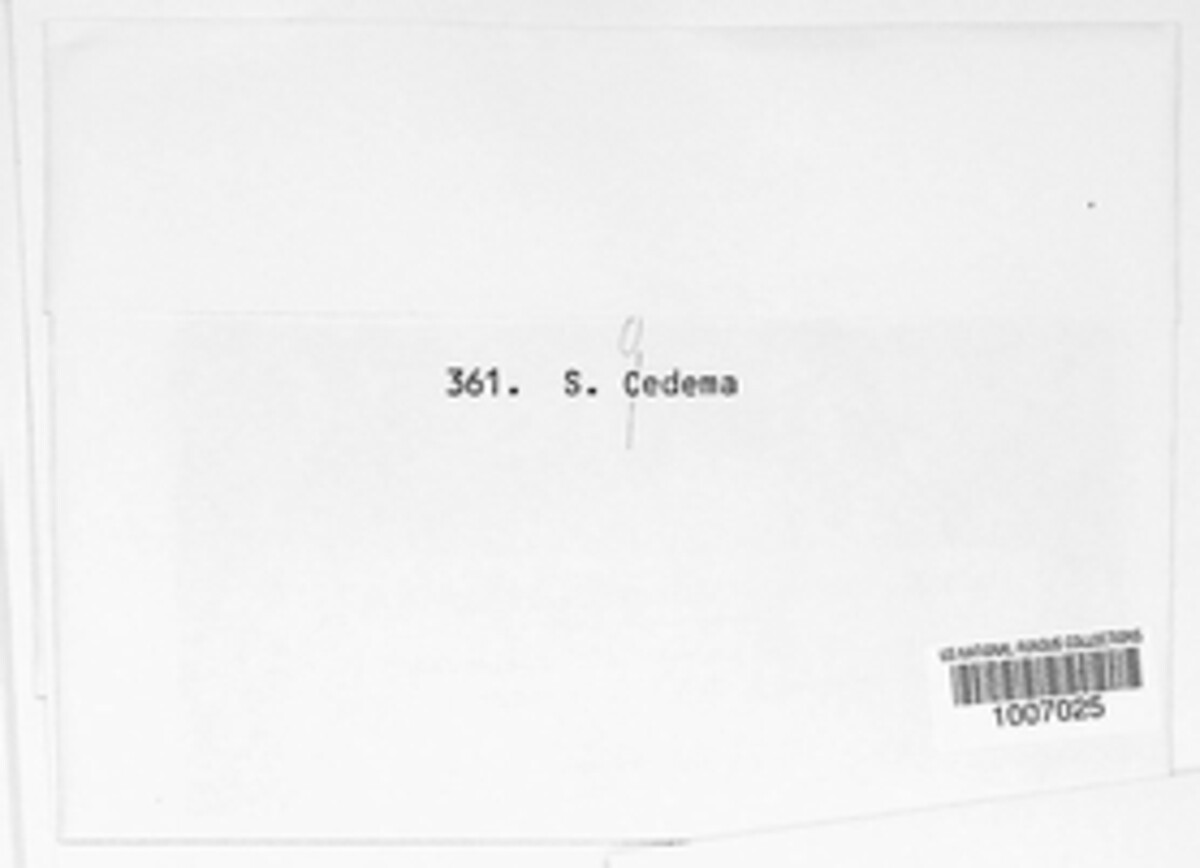 O
361. S. Cedema
US NATIONAL FUNGUS COLLECTIONS
1007025